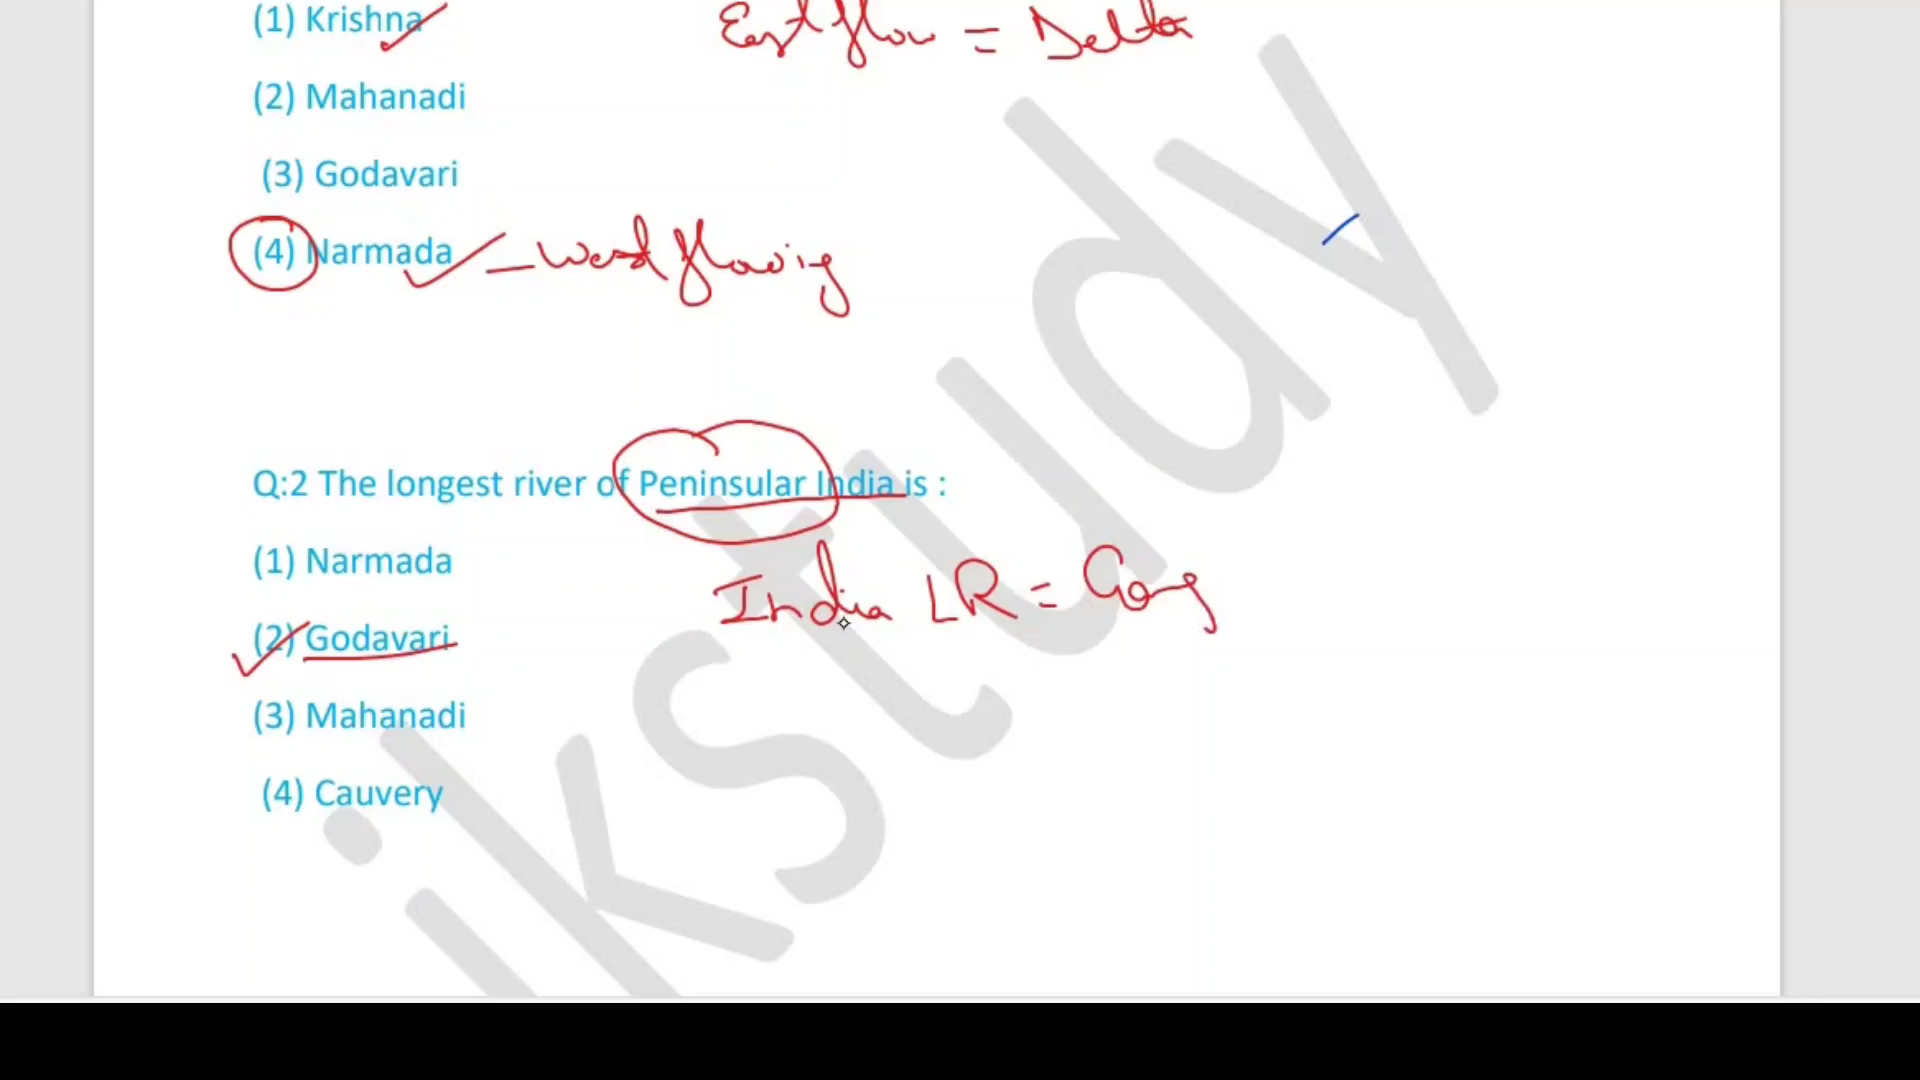 (1) Krishna
East flow = Delta
(2) Mahanadi
(3) Godavari
(4) Narmada – West flowing
Q:2 The longest river of Peninsular India is :
(1) Narmada
India LR = Gang
(2) Godavari
(3) Mahanadi
(4) Cauvery
ikstudy